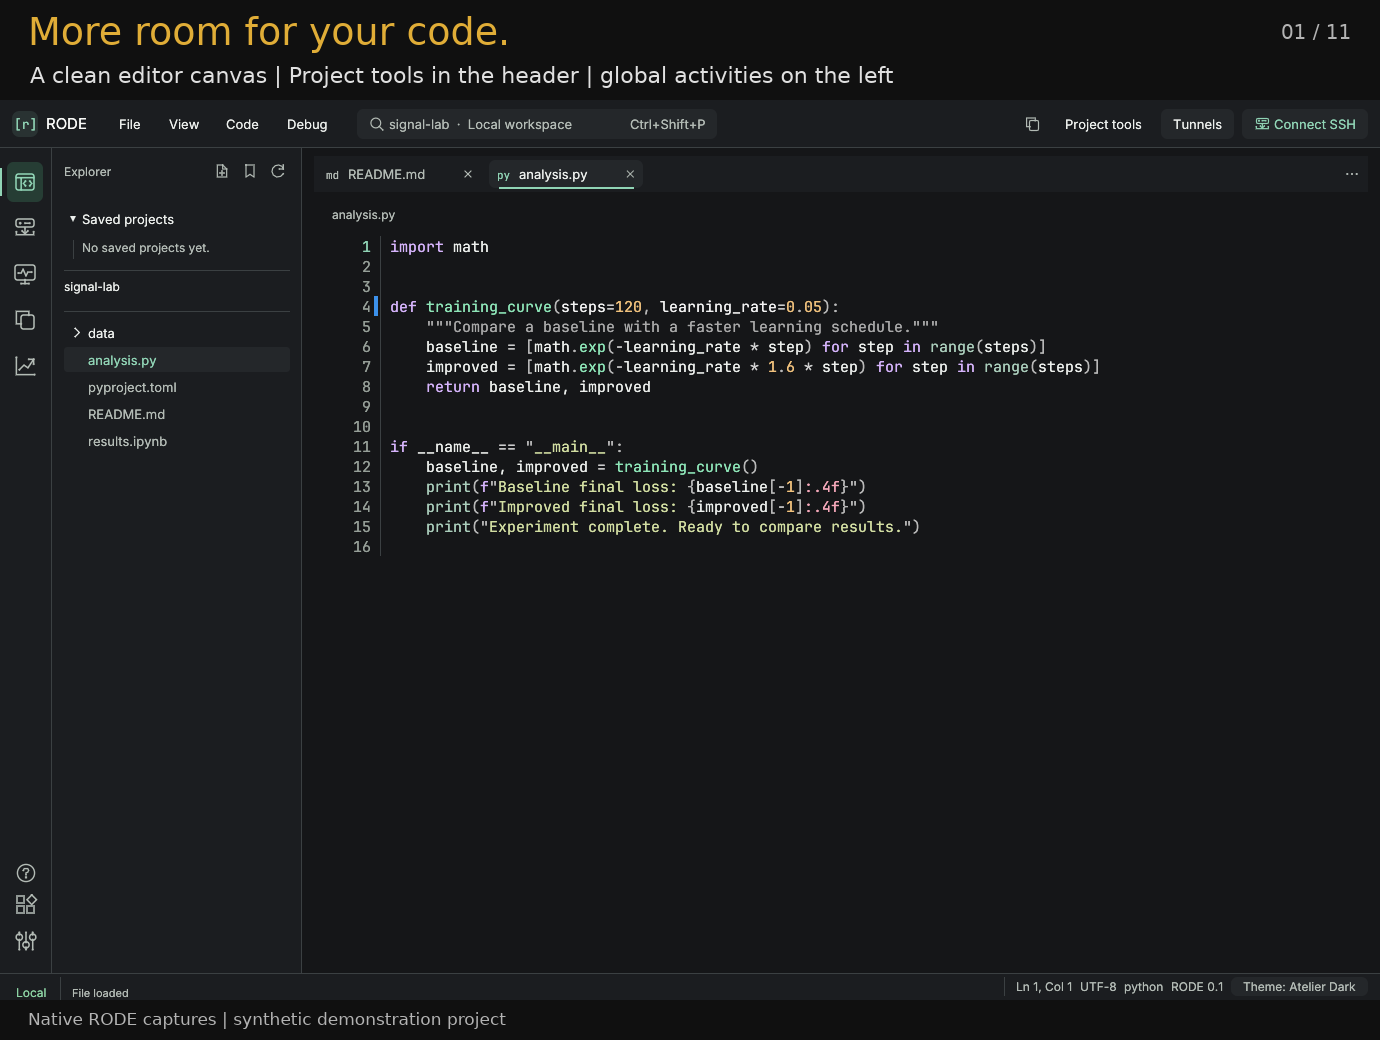 More room for your code.
01 / 11
A clean editor canvas | Project tools in the header | global activities on the left
[r] RODE File View Code Debug signal-lab · Local workspace Ctrl+Shift+P Project tools Tunnels Connect SSH
Explorer
Saved projects
No saved projects yet.
signal-lab
data
analysis.py
pyproject.toml
README.md
results.ipynb
md README.md × py analysis.py × ···
analysis.py
1 import math
2
3
4 def training_curve(steps=120, learning_rate=0.05):
5     """Compare a baseline with a faster learning schedule."""
6     baseline = [math.exp(-learning_rate * step) for step in range(steps)]
7     improved = [math.exp(-learning_rate * 1.6 * step) for step in range(steps)]
8     return baseline, improved
9
10
11 if __name__ == "__main__":
12     baseline, improved = training_curve()
13     print(f"Baseline final loss: {baseline[-1]:.4f}")
14     print(f"Improved final loss: {improved[-1]:.4f}")
15     print("Experiment complete. Ready to compare results.")
16
Local File loaded Ln 1, Col 1 UTF-8 python RODE 0.1 Theme: Atelier Dark
Native RODE captures | synthetic demonstration project